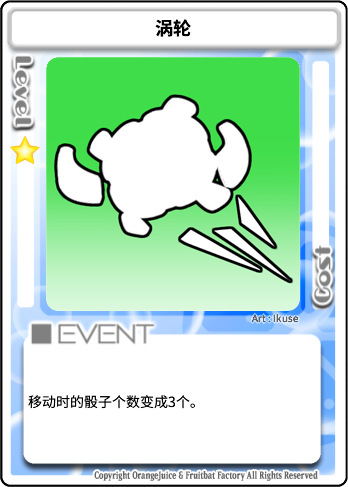 涡轮
Level
Cost
Art : Ikuse
EVENT
移动时的骰子个数变成3个。
Copyright OrangeJuice & Fruitbat Factory All Rights Reserved